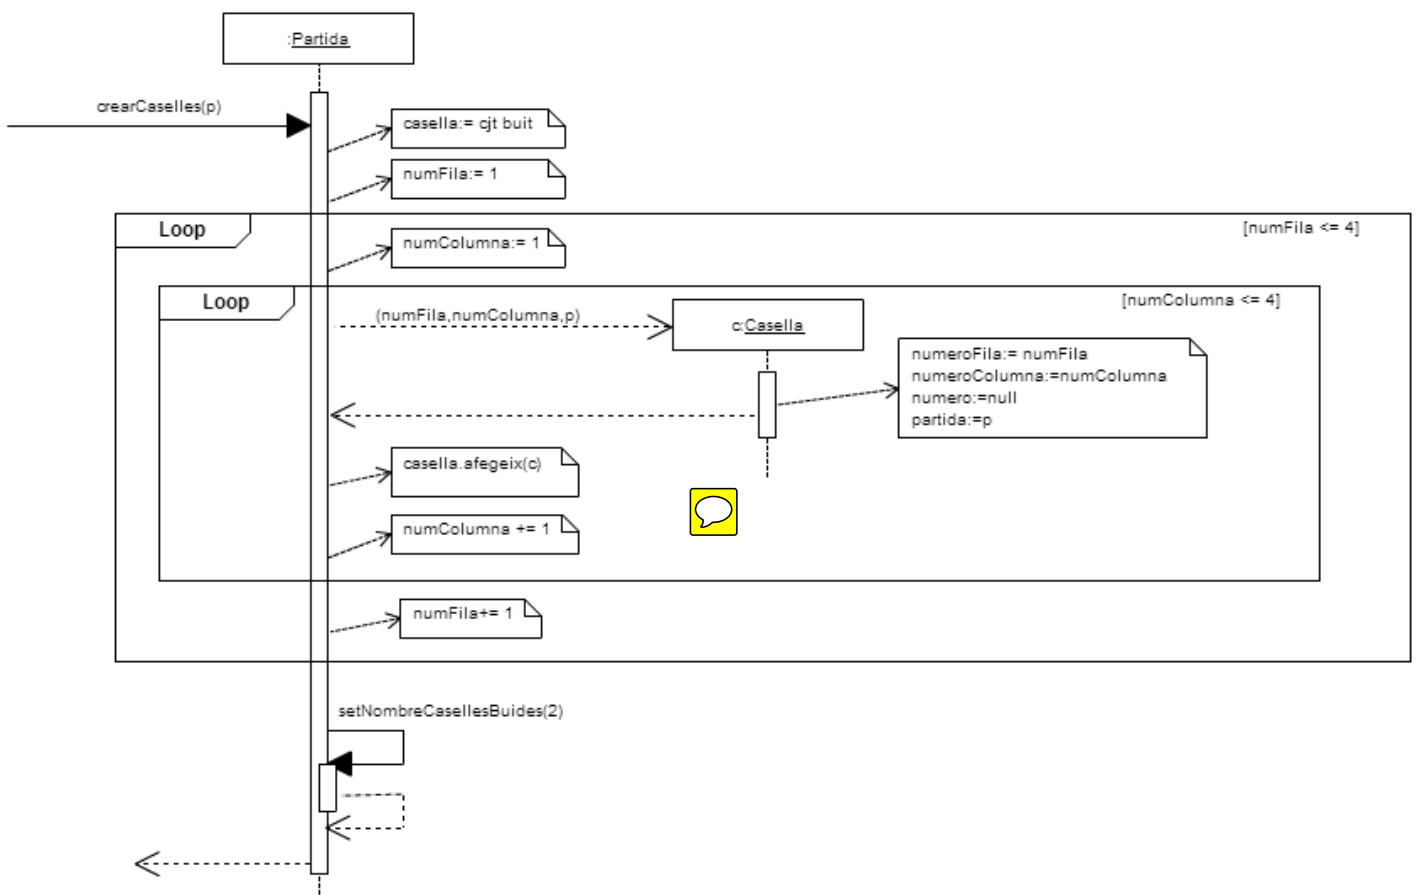 :Partida
crearCaselles(p)
casella:= cjt buit
numFila:= 1
Loop
[numFila <= 4]
numColumna:= 1
Loop
[numColumna <= 4]
(numFila,numColumna,p)
c:Casella
numeroFila:= numFila
numeroColumna:=numColumna
numero:=null
partida:=p
casella.afegeix(c)
numColumna += 1
numFila+= 1
setNombreCasellesBuides(2)